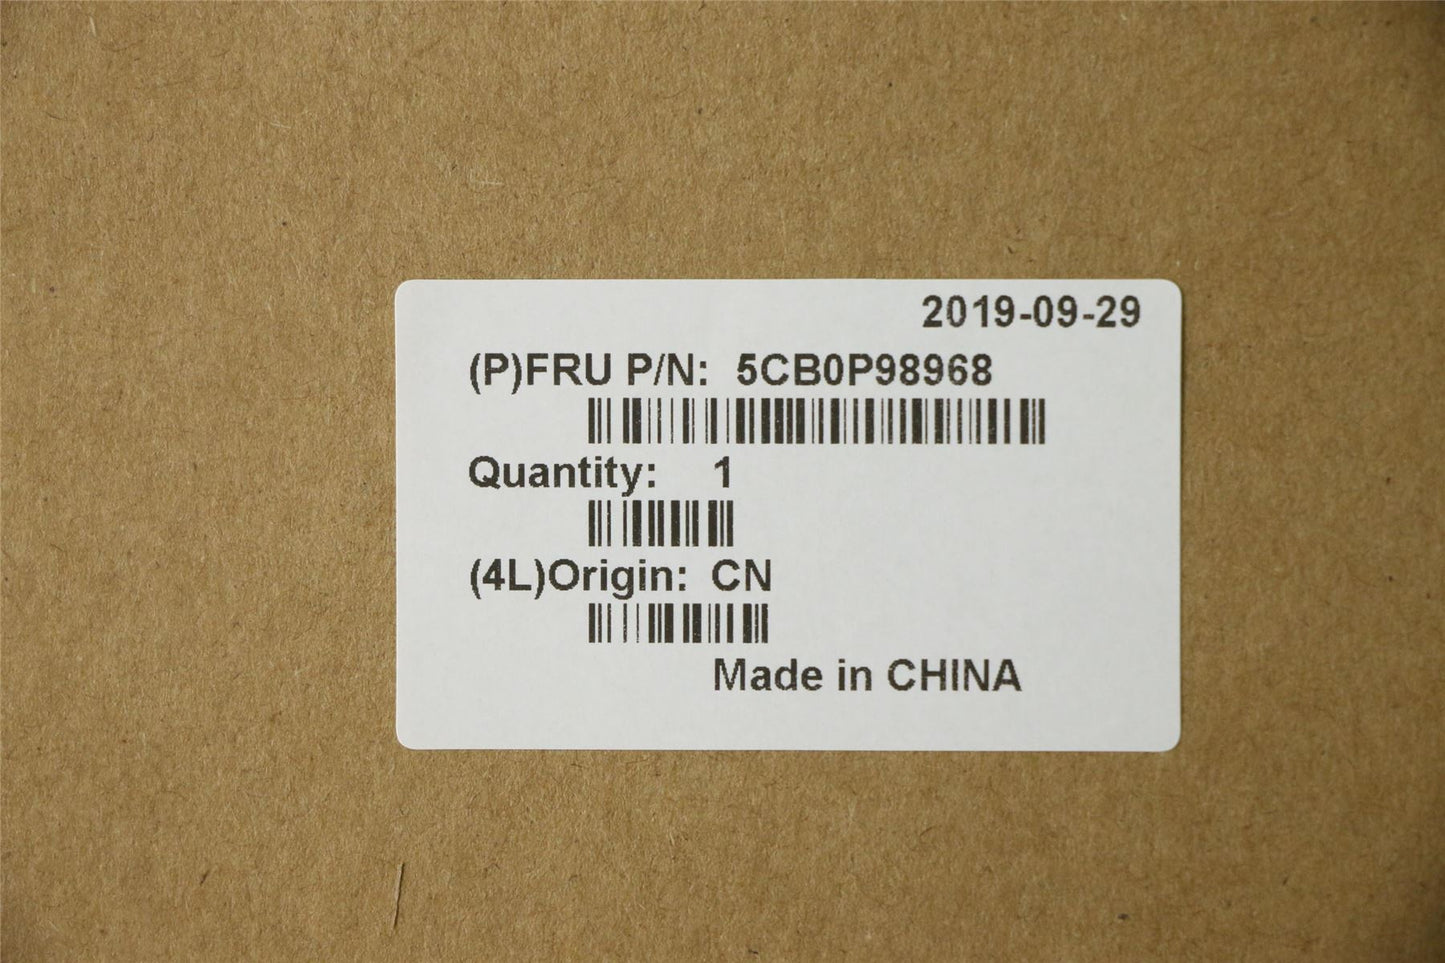 2019-09-29
(P)FRU P/N: 5CB0P98968
Quantity: 1
(4L)Origin: CN
Made in CHINA